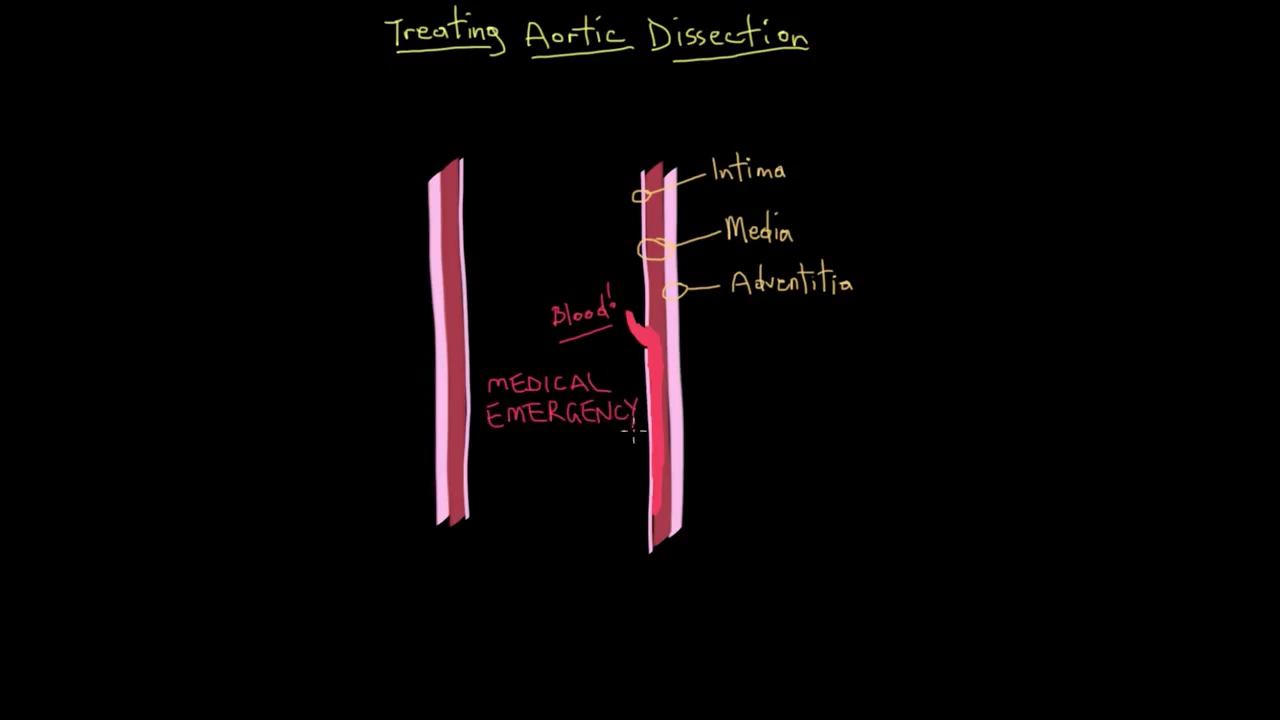 Treating Aortic Dissection
Intima
Media
Adventitia
Blood!
MEDICAL
EMERGENCY